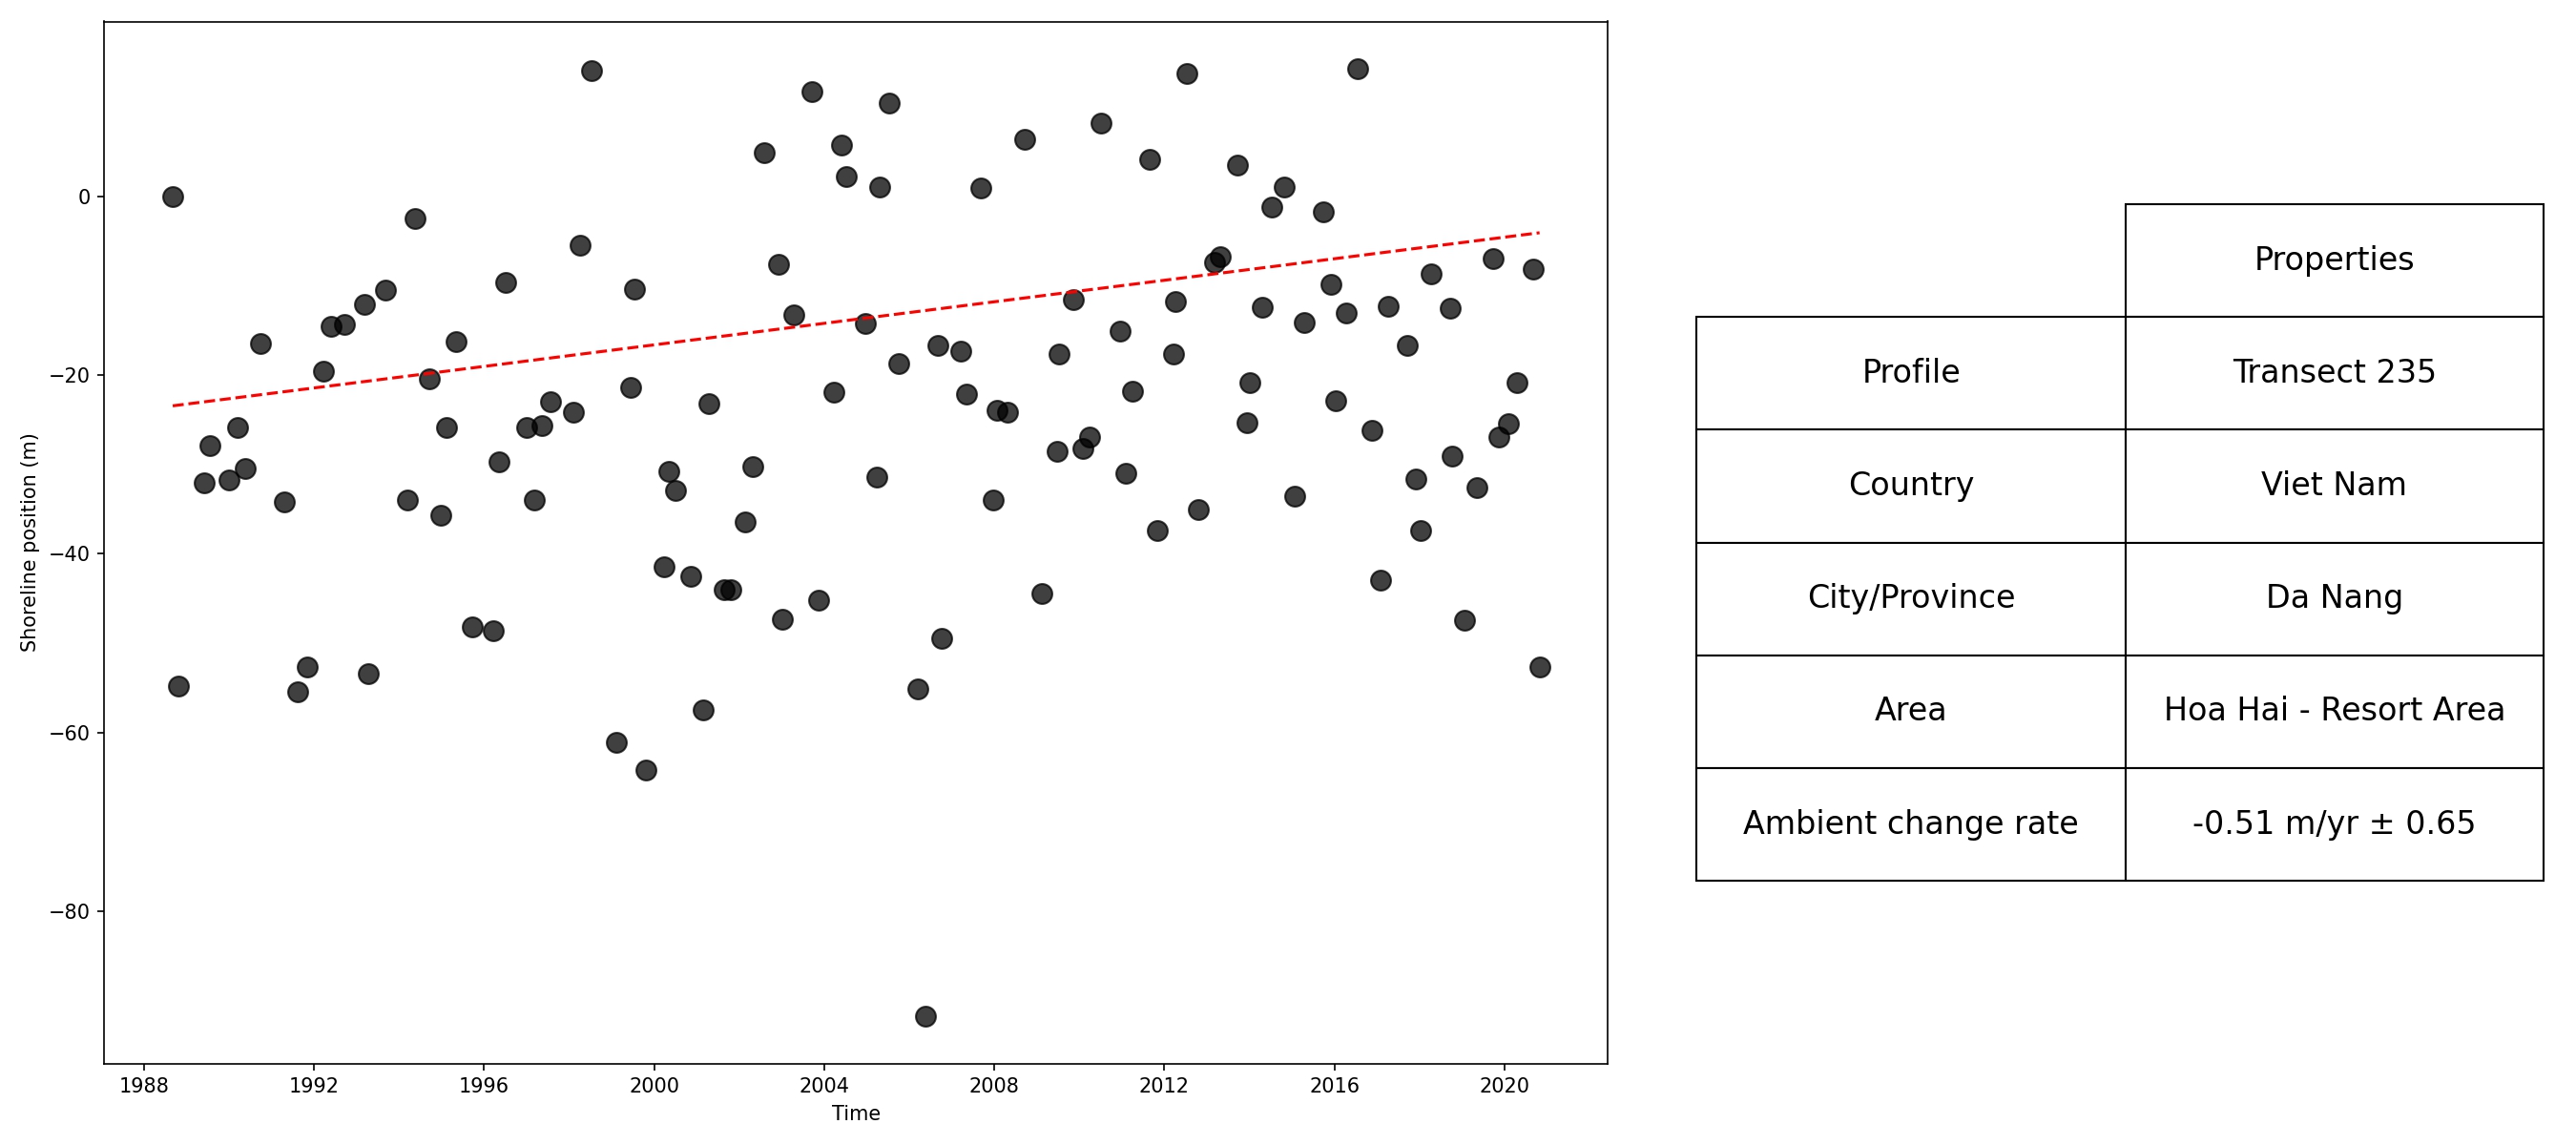 0
−20
−40
−60
−80
Shoreline position (m)
1988 1992 1996 2000 2004 2008 2012 2016 2020
Time
Properties
Profile Transect 235
Country Viet Nam
City/Province Da Nang
Area Hoa Hai - Resort Area
Ambient change rate -0.51 m/yr ± 0.65